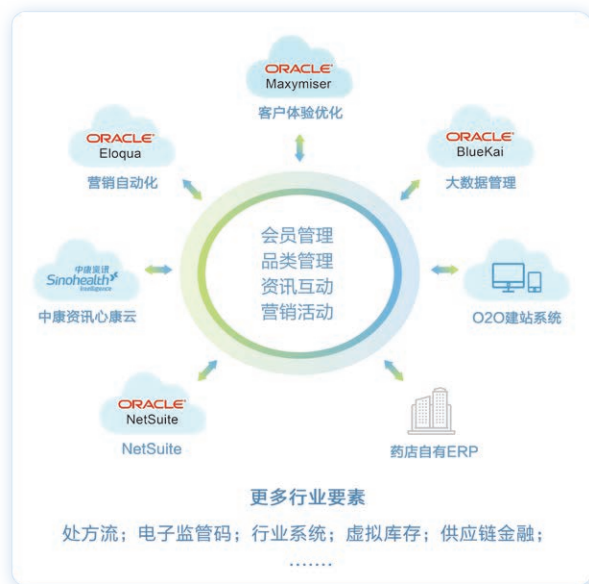 ORACLE
Maxymiser
客户体验优化
ORACLE
Eloqua
营销自动化
ORACLE
BlueKai
大数据管理
会员管理
品类管理
资讯互动
营销活动
中康资讯
Sinohealth
Intelligence
中康资讯心康云
O2O建站系统
ORACLE
NetSuite
NetSuite
药店自有ERP
更多行业要素
处方流；电子监管码；行业系统；虚拟库存；供应链金融；
.......